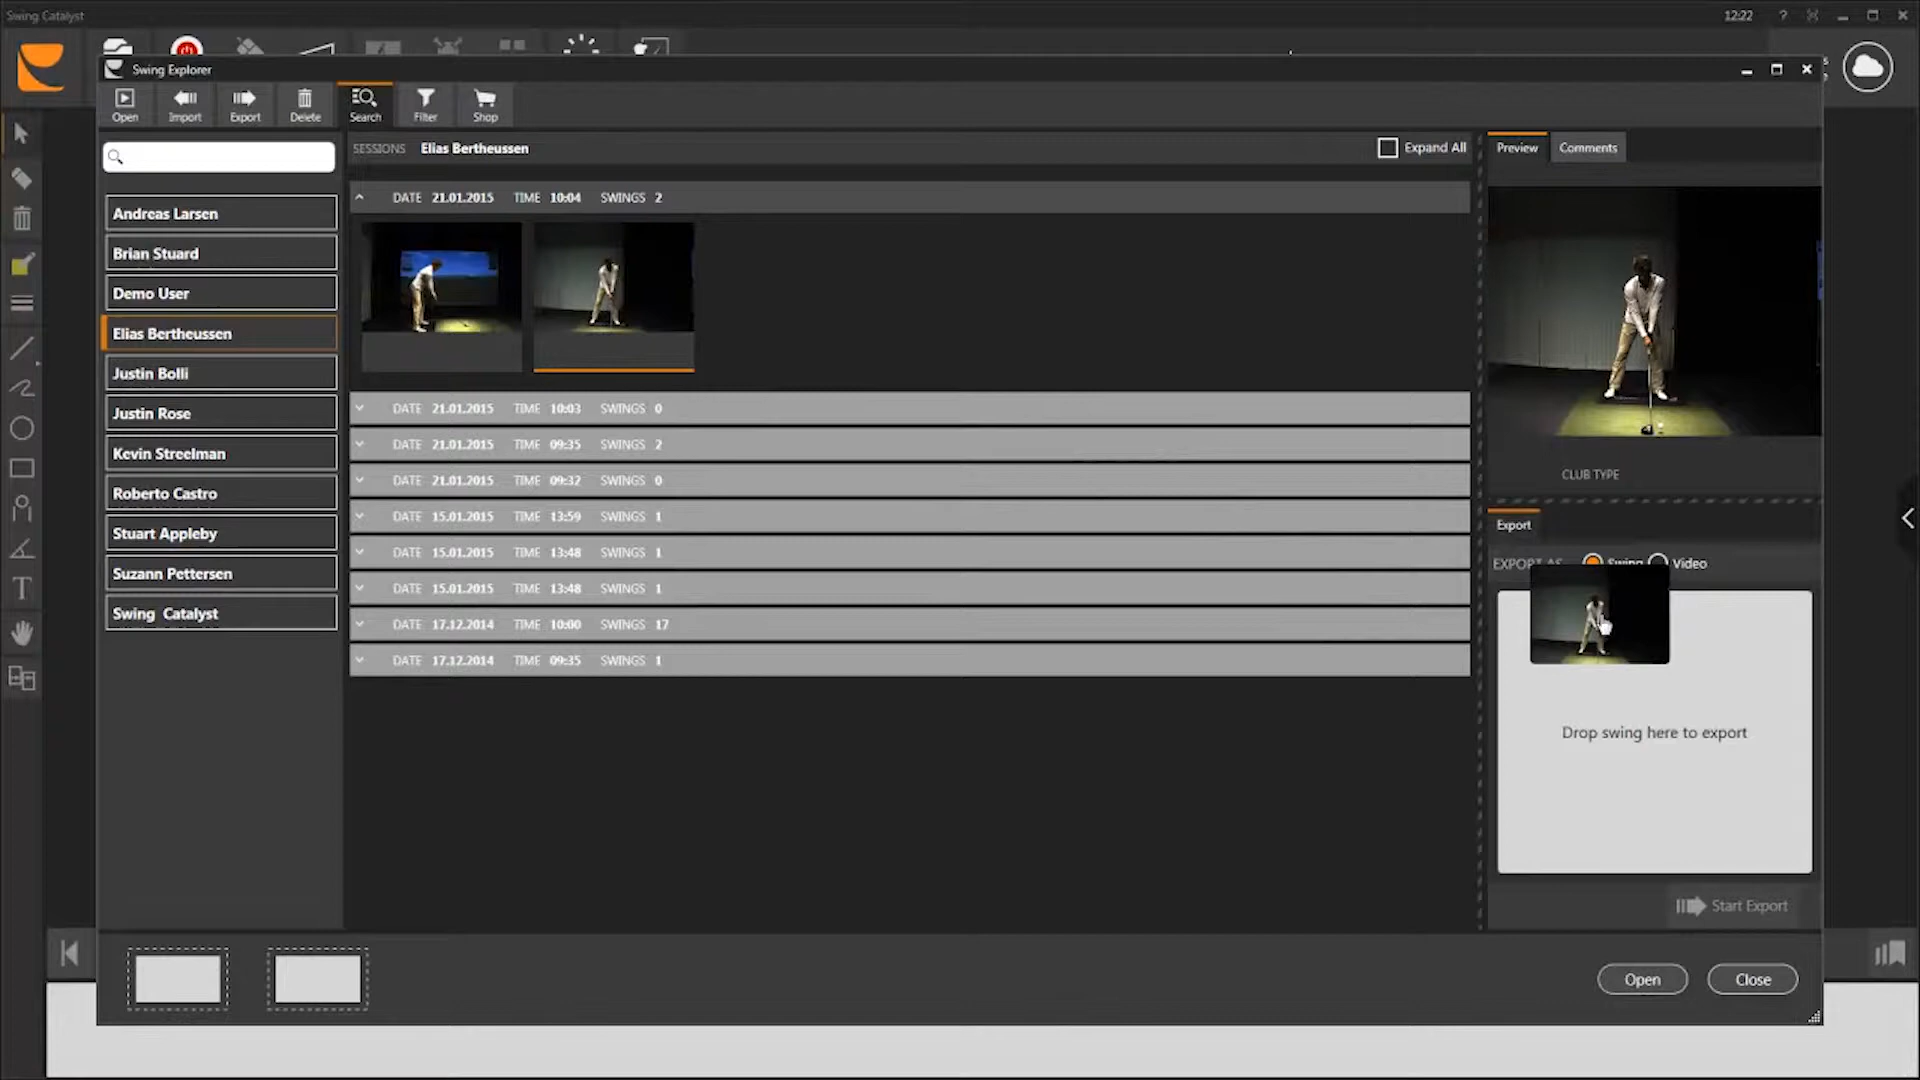 Swing Catalyst
12:22
?
Swing Explorer
Open
Import
Export
Delete
Search
Filter
Shop
SESSIONS Elias Bertheussen
Expand All
Preview
Comments
Andreas Larsen
Brian Stuard
Demo User
Elias Bertheussen
Justin Bolli
Justin Rose
Kevin Streelman
Roberto Castro
Stuart Appleby
Suzann Pettersen
Swing Catalyst
DATE 21.01.2015 TIME 10:04 SWINGS 2
DATE 21.01.2015 TIME 10:03 SWINGS 0
DATE 21.01.2015 TIME 09:35 SWINGS 2
DATE 21.01.2015 TIME 09:32 SWINGS 0
DATE 15.01.2015 TIME 13:59 SWINGS 1
DATE 15.01.2015 TIME 13:48 SWINGS 1
DATE 15.01.2015 TIME 13:48 SWINGS 1
DATE 17.12.2014 TIME 10:00 SWINGS 17
DATE 17.12.2014 TIME 09:35 SWINGS 1
CLUB TYPE
Export
EXPORT AS Swing Video
Drop swing here to export
Start Export
Open
Close
T